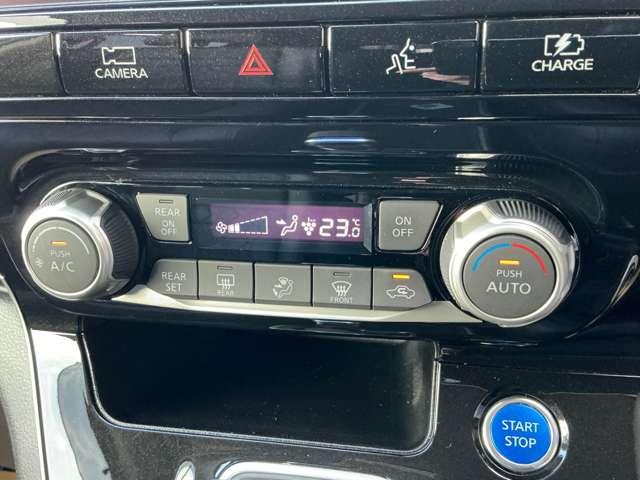 CAMERA
CHARGE
REAR
ON
OFF
23.0
°C
ON
OFF
PUSH
A/C
PUSH
AUTO
REAR
SET
REAR
FRONT
START
STOP